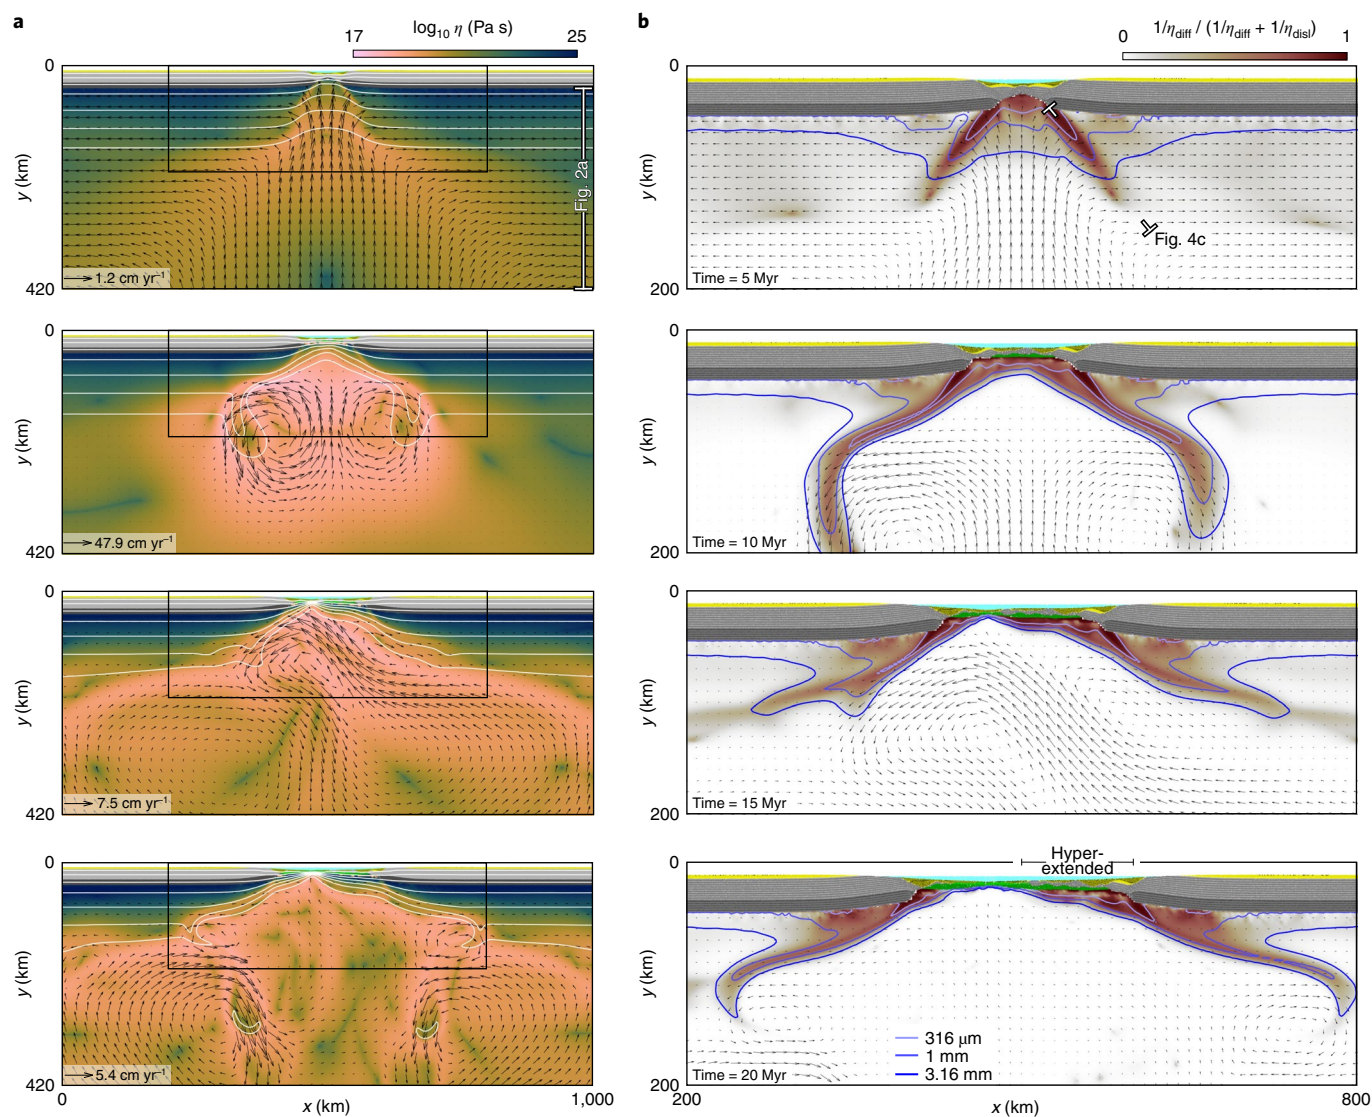 a
log₁₀ η (Pa s)
17
25
0
y (km)
Fig. 2a
1.2 cm yr⁻¹
420
0
y (km)
47.9 cm yr⁻¹
420
0
y (km)
7.5 cm yr⁻¹
420
0
y (km)
5.4 cm yr⁻¹
420
0
x (km)
1,000
b
1/η_diff / (1/η_diff + 1/η_disl)
0
1
0
y (km)
Fig. 4c
Time = 5 Myr
200
0
y (km)
Time = 10 Myr
200
0
y (km)
Time = 15 Myr
200
0
Hyper-
extended
y (km)
316 μm
1 mm
3.16 mm
Time = 20 Myr
200
200
x (km)
800